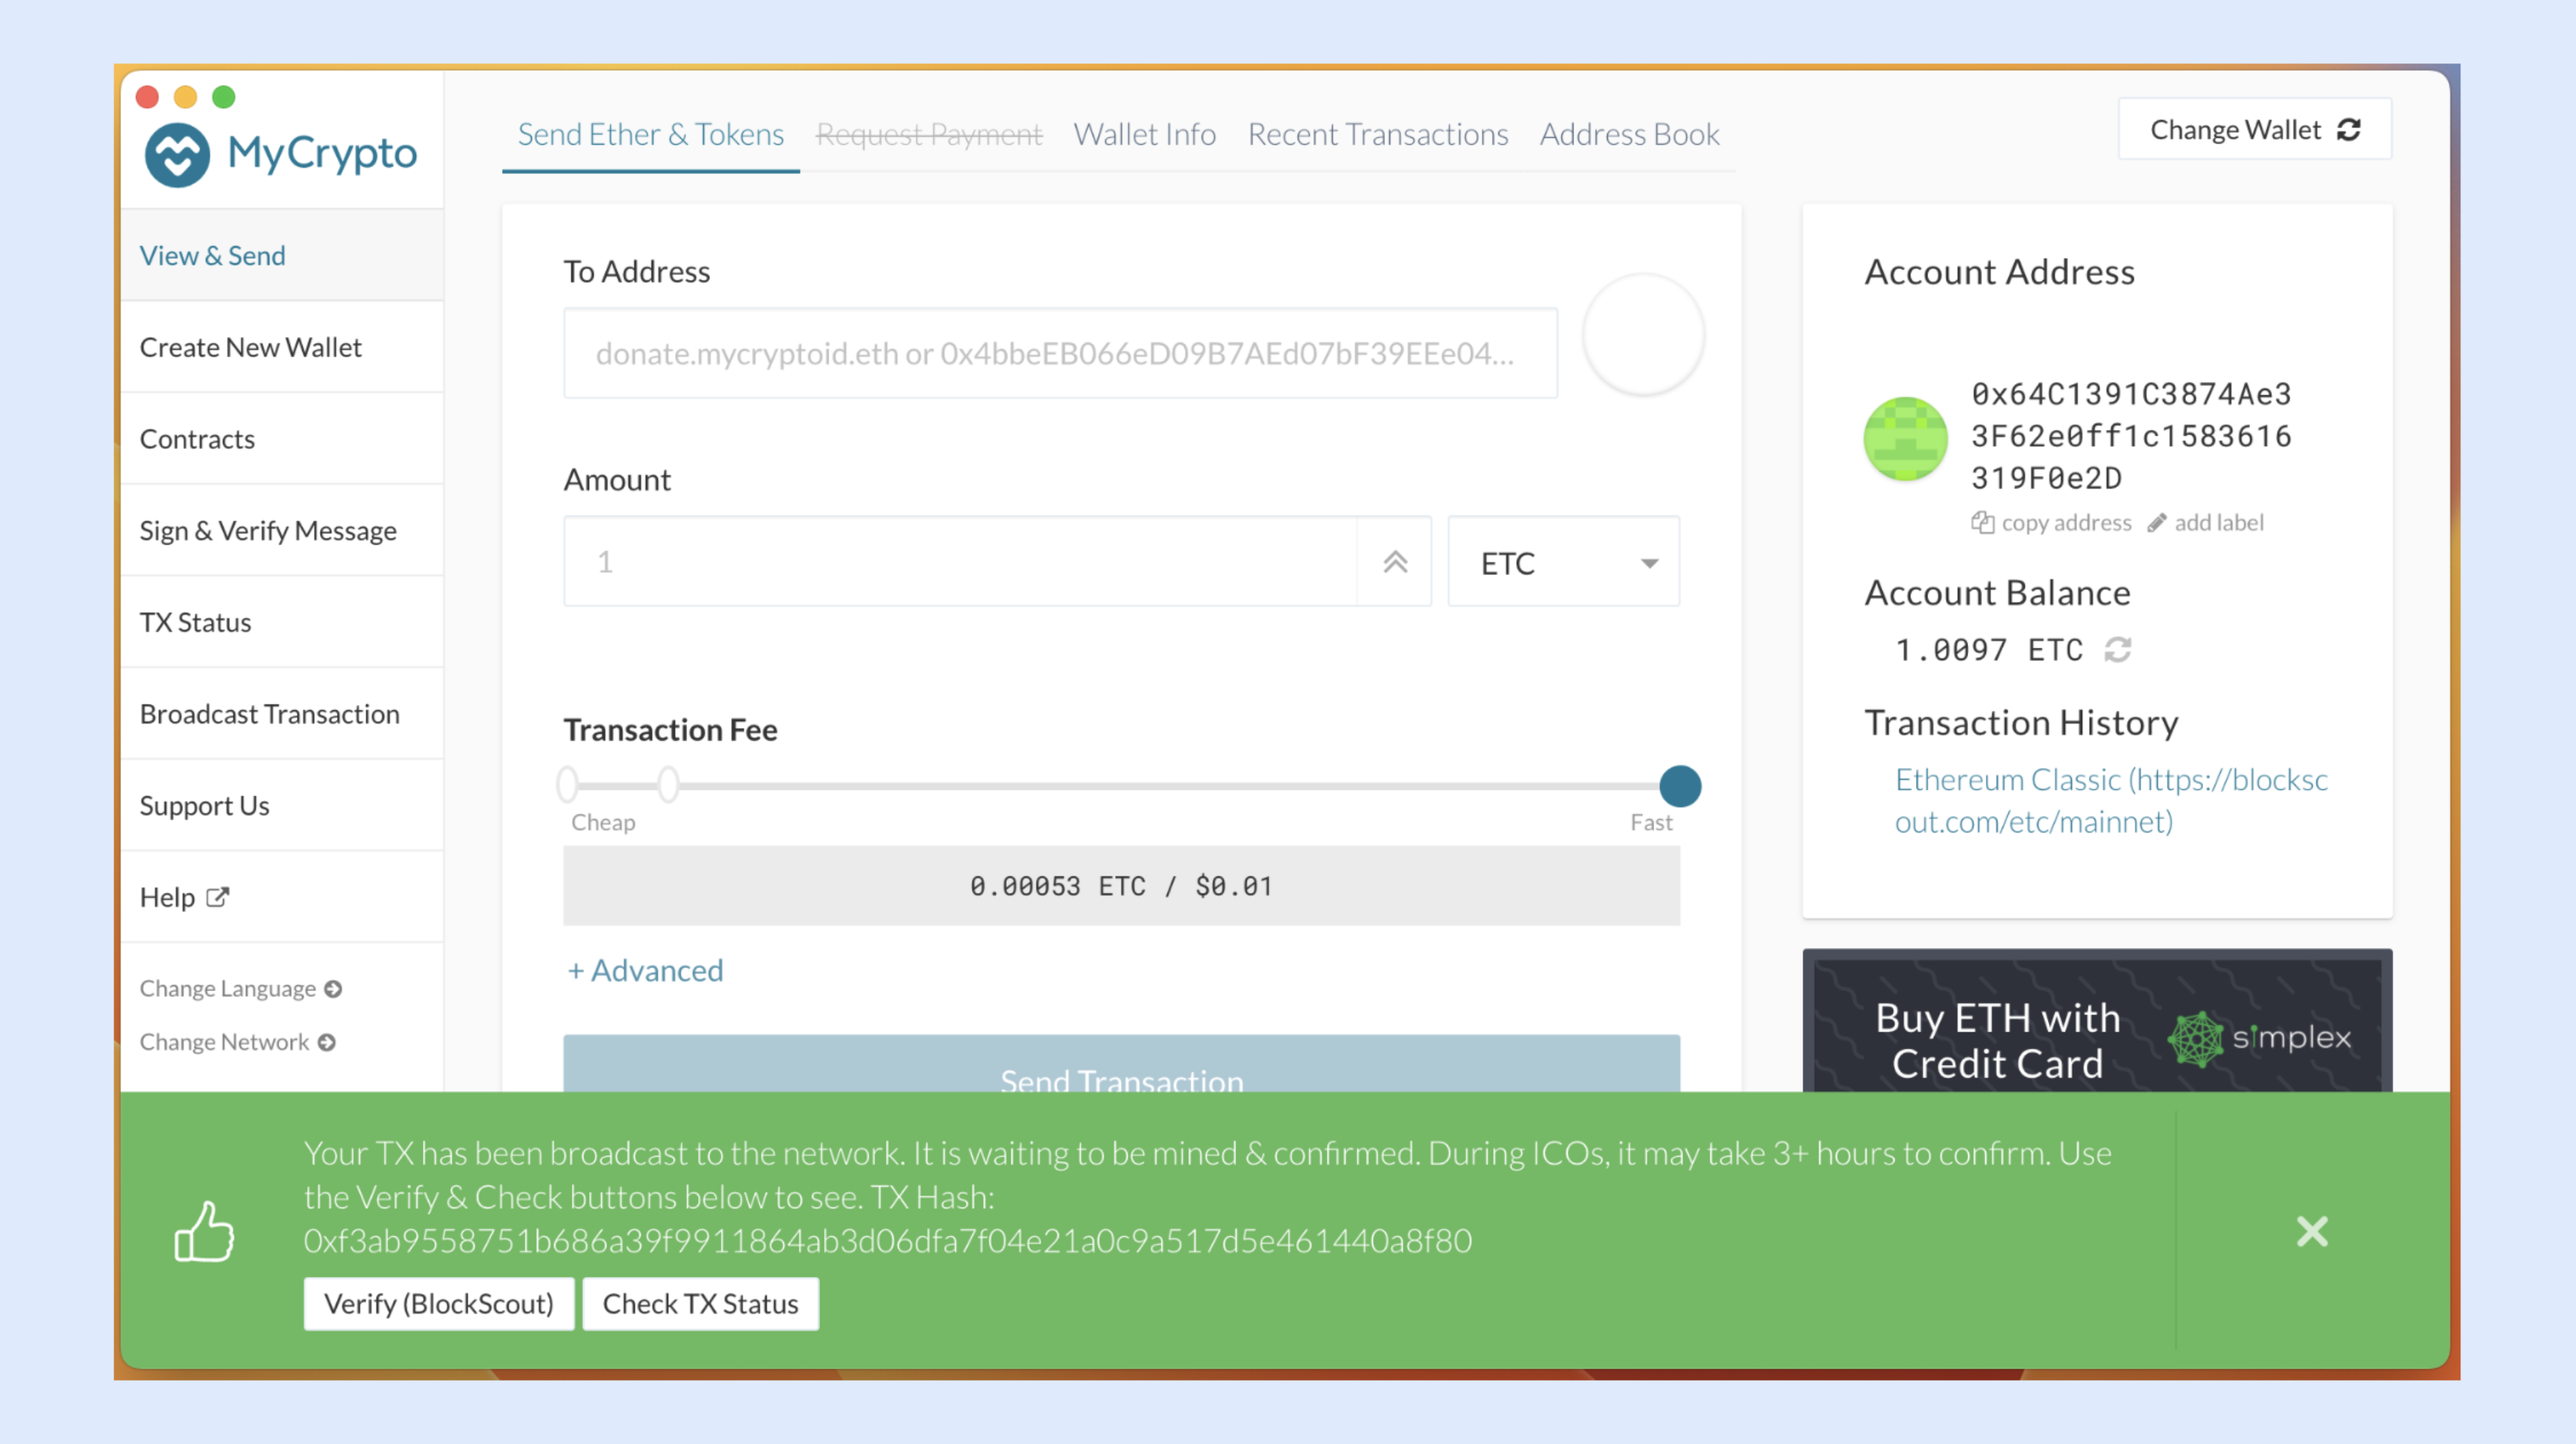 MyCrypto
View & Send
Create New Wallet
Contracts
Sign & Verify Message
TX Status
Broadcast Transaction
Support Us
Help
Change Language
Change Network
Send Ether & Tokens
Request Payment
Wallet Info
Recent Transactions
Address Book
Change Wallet
To Address
donate.mycryptoid.eth or 0x4bbeEB066eD09B7AEd07bF39EEe04...
Amount
1
ETC
Transaction Fee
Cheap
Fast
0.00053 ETC / $0.01
+ Advanced
Send Transaction
Account Address
0x64C1391C3874Ae3
3F62e0ff1c1583616
319F0e2D
copy address
add label
Account Balance
1.0097 ETC
Transaction History
Ethereum Classic (https://blocksc
out.com/etc/mainnet)
Buy ETH with
Credit Card
simplex
Your TX has been broadcast to the network. It is waiting to be mined & confirmed. During ICOs, it may take 3+ hours to confirm. Use
the Verify & Check buttons below to see. TX Hash:
0xf3ab9558751b686a39f9911864ab3d06dfa7f04e21a0c9a517d5e461440a8f80
Verify (BlockScout)
Check TX Status